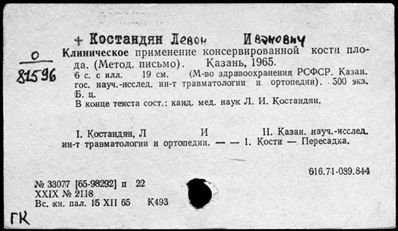 + Костандян Левон Иванович
О
81596
Клиническое применение консервированной кости пло-
да. (Метод. письмо). Казань, 1965.
6 с. с илл. 19 см. (М-во здравоохранения РСФСР. Казан.
гос. науч.-исслед. ин-т травматологии и ортопедии). 500 экз.
Б. ц.
В конце текста сост.: канд. мед. наук Л. И. Костандян.
I. Костандян, Л И II. Казан. науч.-исслед.
ин-т травматологии и ортопедии. — — 1. Кости — Пересадка.
616.71-089.844
№ 33077 [65-98292] п 22
XXIX № 2118
Вс. кн. пал. 15 XII 65 К493
ГК